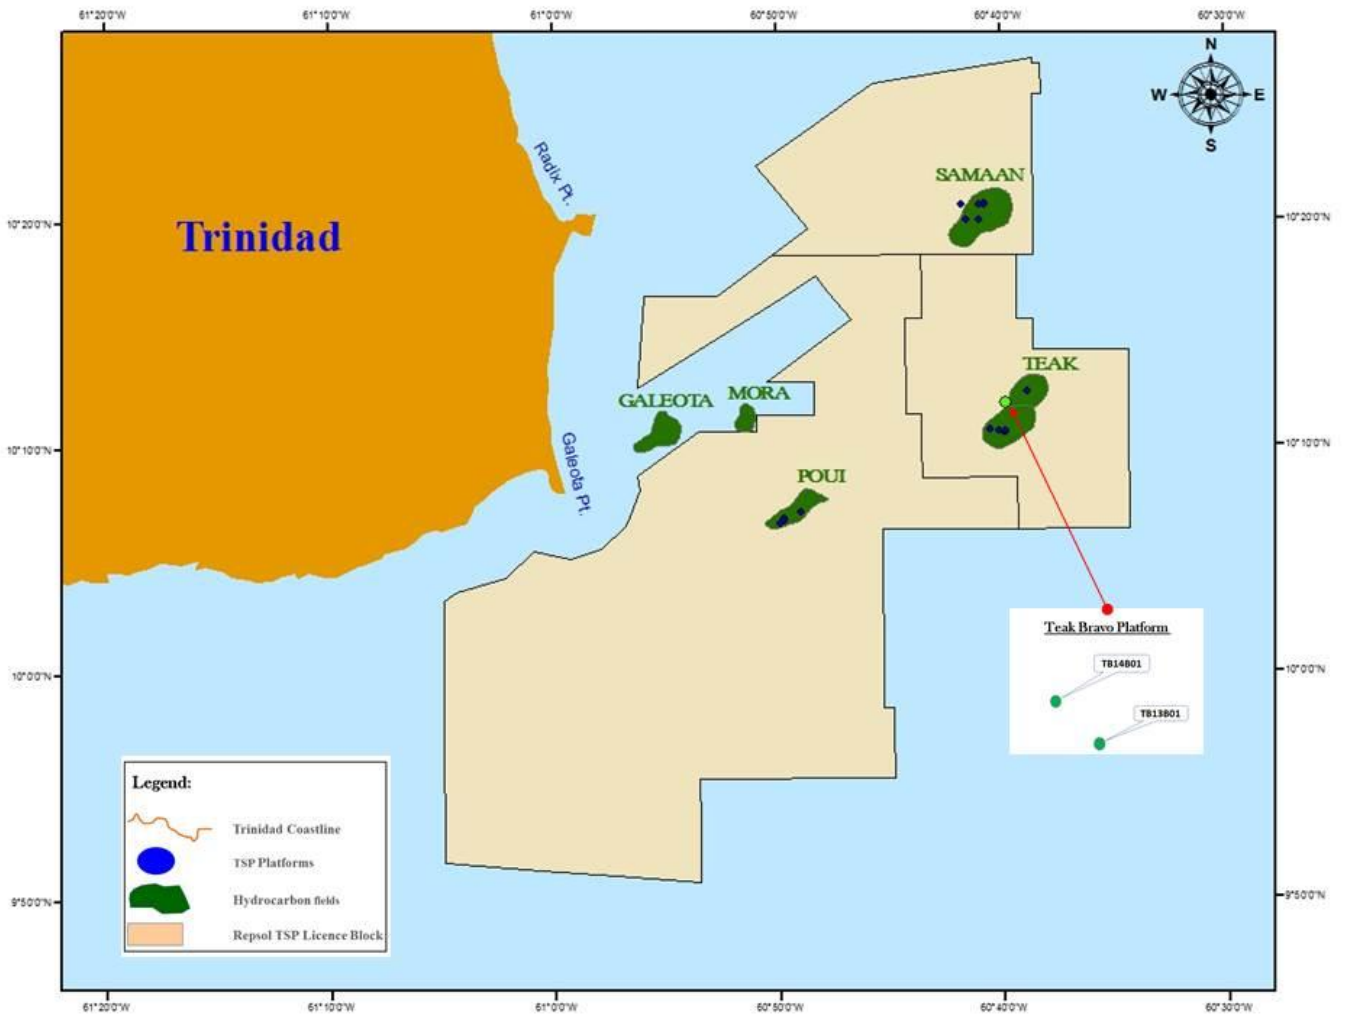 61°20'0"W 61°10'0"W 61°0'0"W 60°50'0"W 60°40'0"W 60°30'0"W
N
W E
S
Radix Pt.
SAMAAN
Trinidad
10°20'0"N 10°20'0"N
TEAK
GALEOTA MORA
10°10'0"N 10°10'0"N
Galeota Pt.
POUI
Teak Bravo Platform
TB14B01
TB13B01
10°0'0"N 10°0'0"N
Legend:
Trinidad Coastline
TSP Platforms
Hydrocarbon fields
Repsol TSP Licence Block
9°50'0"N 9°50'0"N
61°20'0"W 61°10'0"W 61°0'0"W 60°50'0"W 60°40'0"W 60°30'0"W